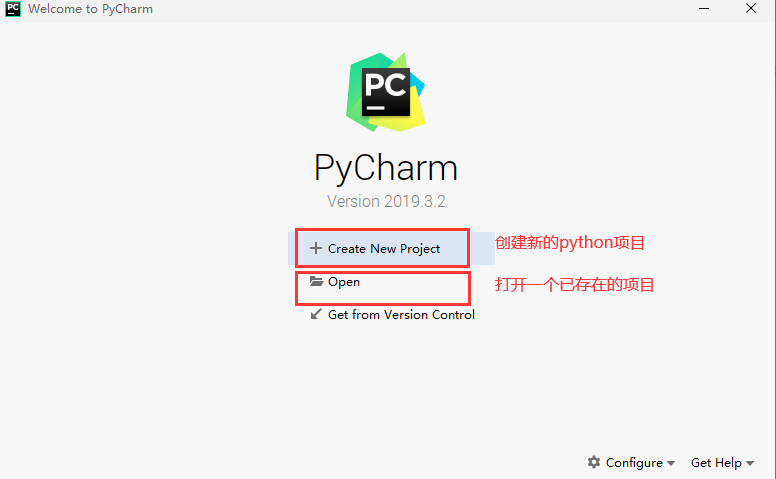 Welcome to PyCharm
PC
PyCharm
Version 2019.3.2
Create New Project
创建新的python项目
Open
打开一个已存在的项目
Get from Version Control
Configure
Get Help